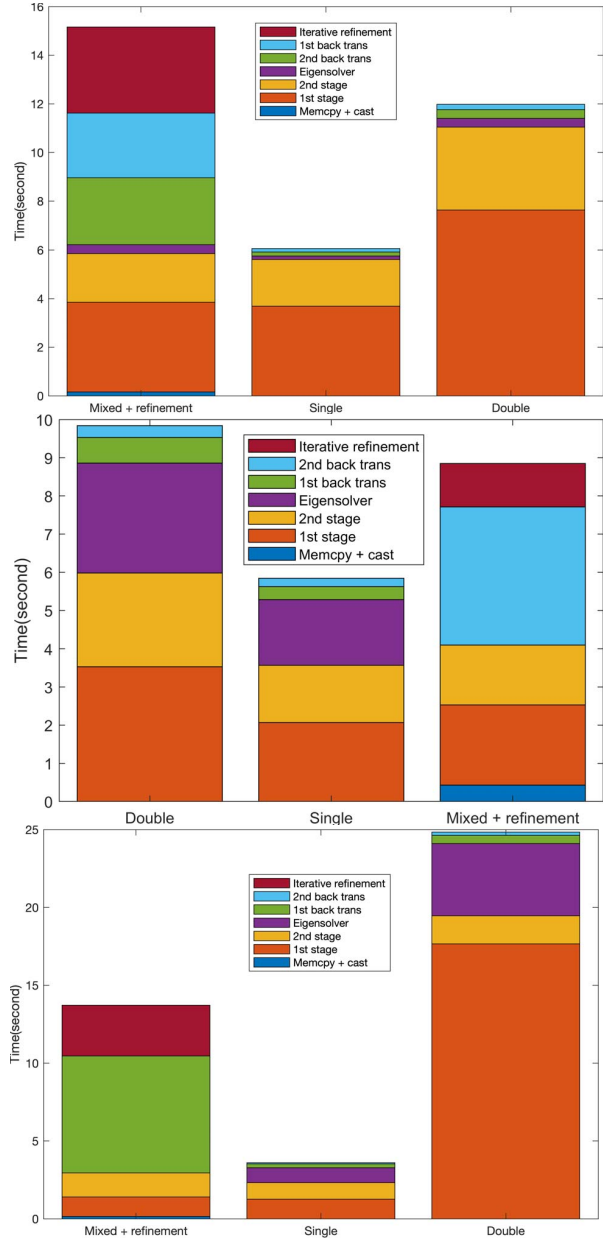 16
14
12
10
8
6
4
2
0
Time(second)
Iterative refinement
1st back trans
2nd back trans
Eigensolver
2nd stage
1st stage
Memcpy + cast
Mixed + refinement Single Double
10
9
8
7
6
5
4
3
2
1
0
Time(second)
Iterative refinement
2nd back trans
1st back trans
Eigensolver
2nd stage
1st stage
Memcpy + cast
Double Single Mixed + refinement
25
20
15
10
5
0
Time(second)
Iterative refinement
2nd back trans
1st back trans
Eigensolver
2nd stage
1st stage
Memcpy + cast
Mixed + refinement Single Double